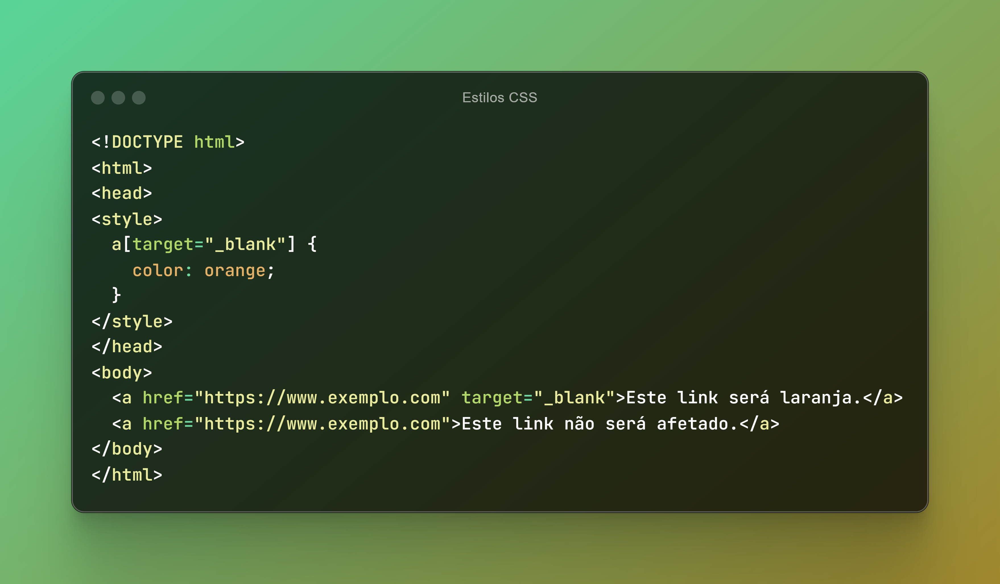 Estilos CSS
<!DOCTYPE html>
<html>
<head>
<style>
  a[target="_blank"] {
    color: orange;
  }
</style>
</head>
<body>
  <a href="https://www.exemplo.com" target="_blank">Este link será laranja.</a>
  <a href="https://www.exemplo.com">Este link não será afetado.</a>
</body>
</html>